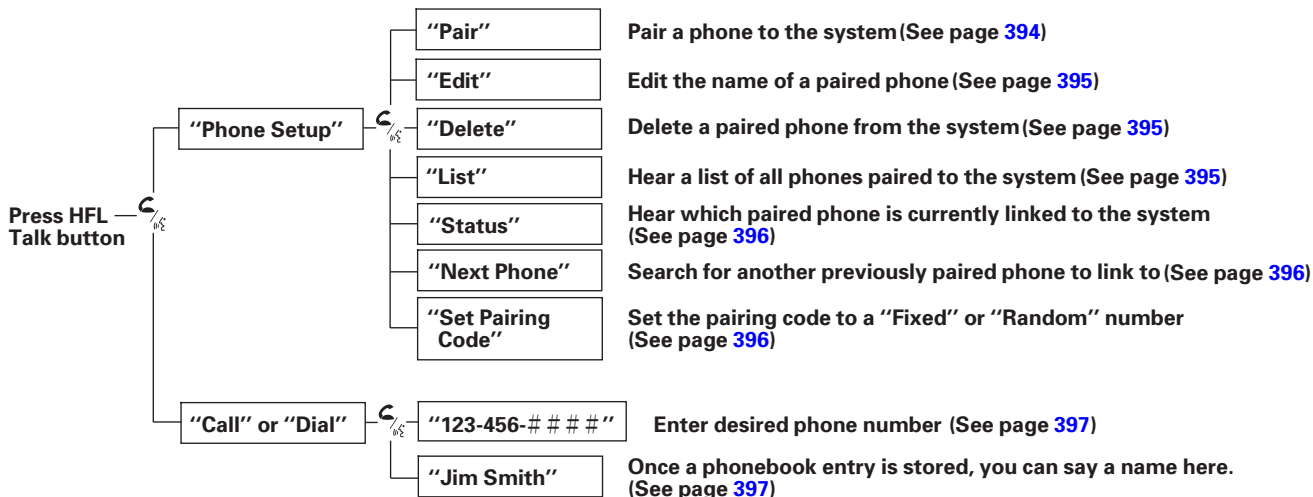 "Pair" Pair a phone to the system (See page 394)
"Edit" Edit the name of a paired phone (See page 395)
"Phone Setup" "Delete" Delete a paired phone from the system (See page 395)
"List" Hear a list of all phones paired to the system (See page 395)
Press HFL
Talk button
"Status" Hear which paired phone is currently linked to the system
(See page 396)
"Next Phone" Search for another previously paired phone to link to (See page 396)
"Set Pairing
Code"
Set the pairing code to a "Fixed" or "Random" number
(See page 396)
"Call" or "Dial" "123-456-####" Enter desired phone number (See page 397)
"Jim Smith" Once a phonebook entry is stored, you can say a name here.
(See page 397)